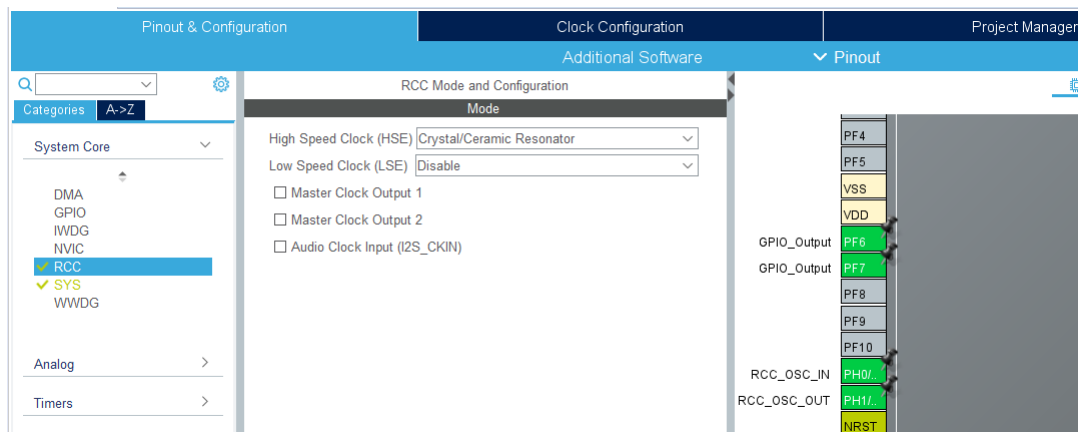 Pinout & Configuration
Clock Configuration
Project Manager
Additional Software
Pinout
Categories
A->Z
System Core
DMA
GPIO
IWDG
NVIC
RCC
SYS
WWDG
Analog
Timers
RCC Mode and Configuration
Mode
High Speed Clock (HSE) Crystal/Ceramic Resonator
Low Speed Clock (LSE) Disable
Master Clock Output 1
Master Clock Output 2
Audio Clock Input (I2S_CKIN)
PF4
PF5
VSS
VDD
GPIO_Output PF6
GPIO_Output PF7
PF8
PF9
PF10
RCC_OSC_IN PH0/..
RCC_OSC_OUT PH1/..
NRST